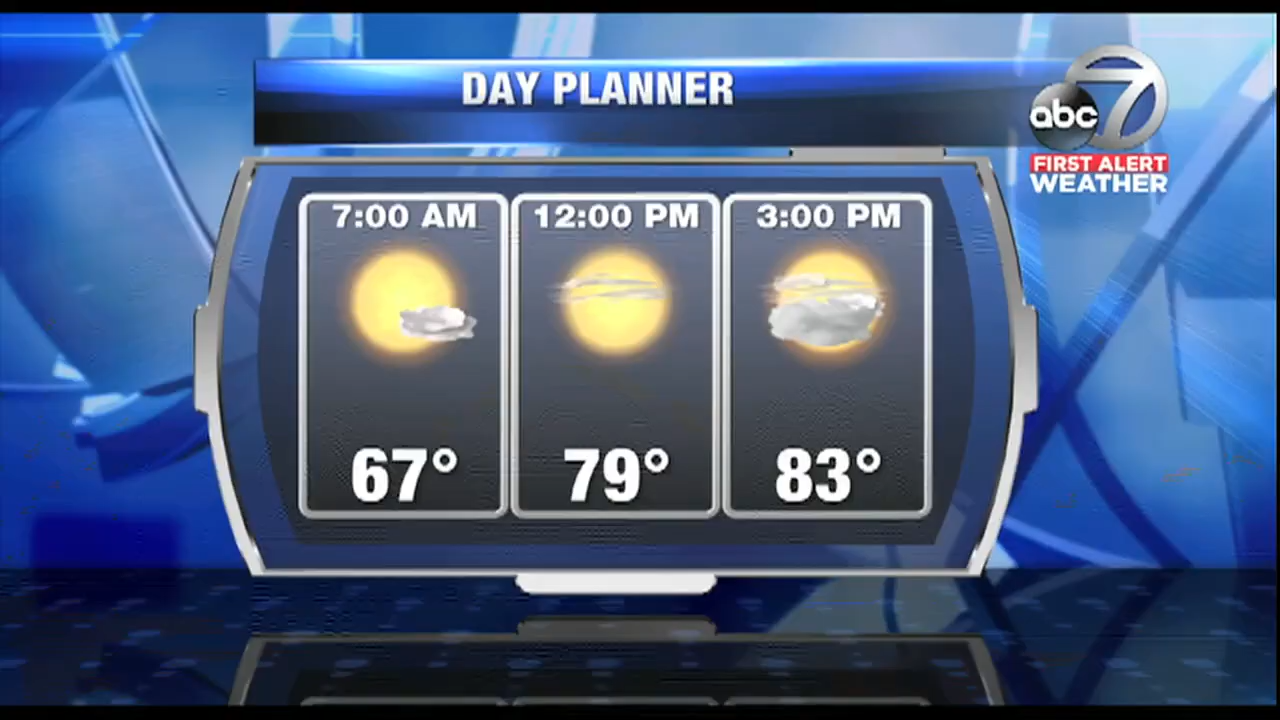 DAY PLANNER
abc 7
FIRST ALERT
WEATHER
7:00 AM
12:00 PM
3:00 PM
67°
79°
83°